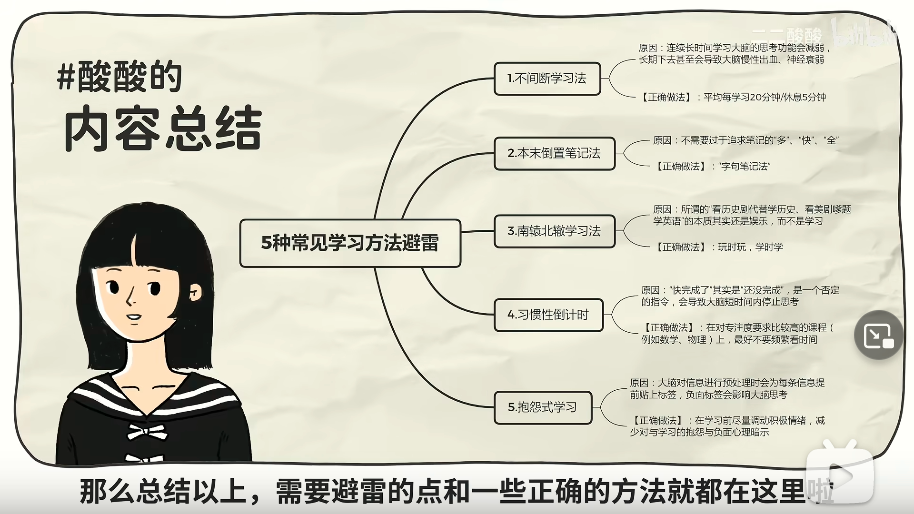 二二酸酸
#酸酸的
内容总结
5种常见学习方法避雷
1.不间断学习法
原因：连续长时间学习大脑的思考功能会减弱，
长期下去甚至会导致大脑慢性出血、神经衰弱
【正确做法】：平均每学习20分钟/休息5分钟
2.本末倒置笔记法
原因：不需要过于追求笔记的"多"、"快"、"全"
【正确做法】："字句笔记法"
3.南辕北辙学习法
原因：所谓的"看历史剧代替学历史、看美剧嘜题
学英语"的本质其实还是娱乐，而不是学习
【正确做法】：玩时玩，学时学
4.习惯性倒计时
原因："快完成了"其实是"还没完成"，是一个否定
的指令，会导致大脑短时间内停止思考
【正确做法】：在对专注度要求比较高的课程（
例如数学、物理）上，最好不要频繁看时间
5.抱怨式学习
原因：大脑对信息进行预处理时会为每条信息提
前贴上标签，负面标签会影响大脑思考
【正确做法】：在学习前尽量调动积极情绪，减
少对与学习的抱怨与负面心理暗示
那么总结以上，需要避雷的点和一些正确的方法就都在这里啦